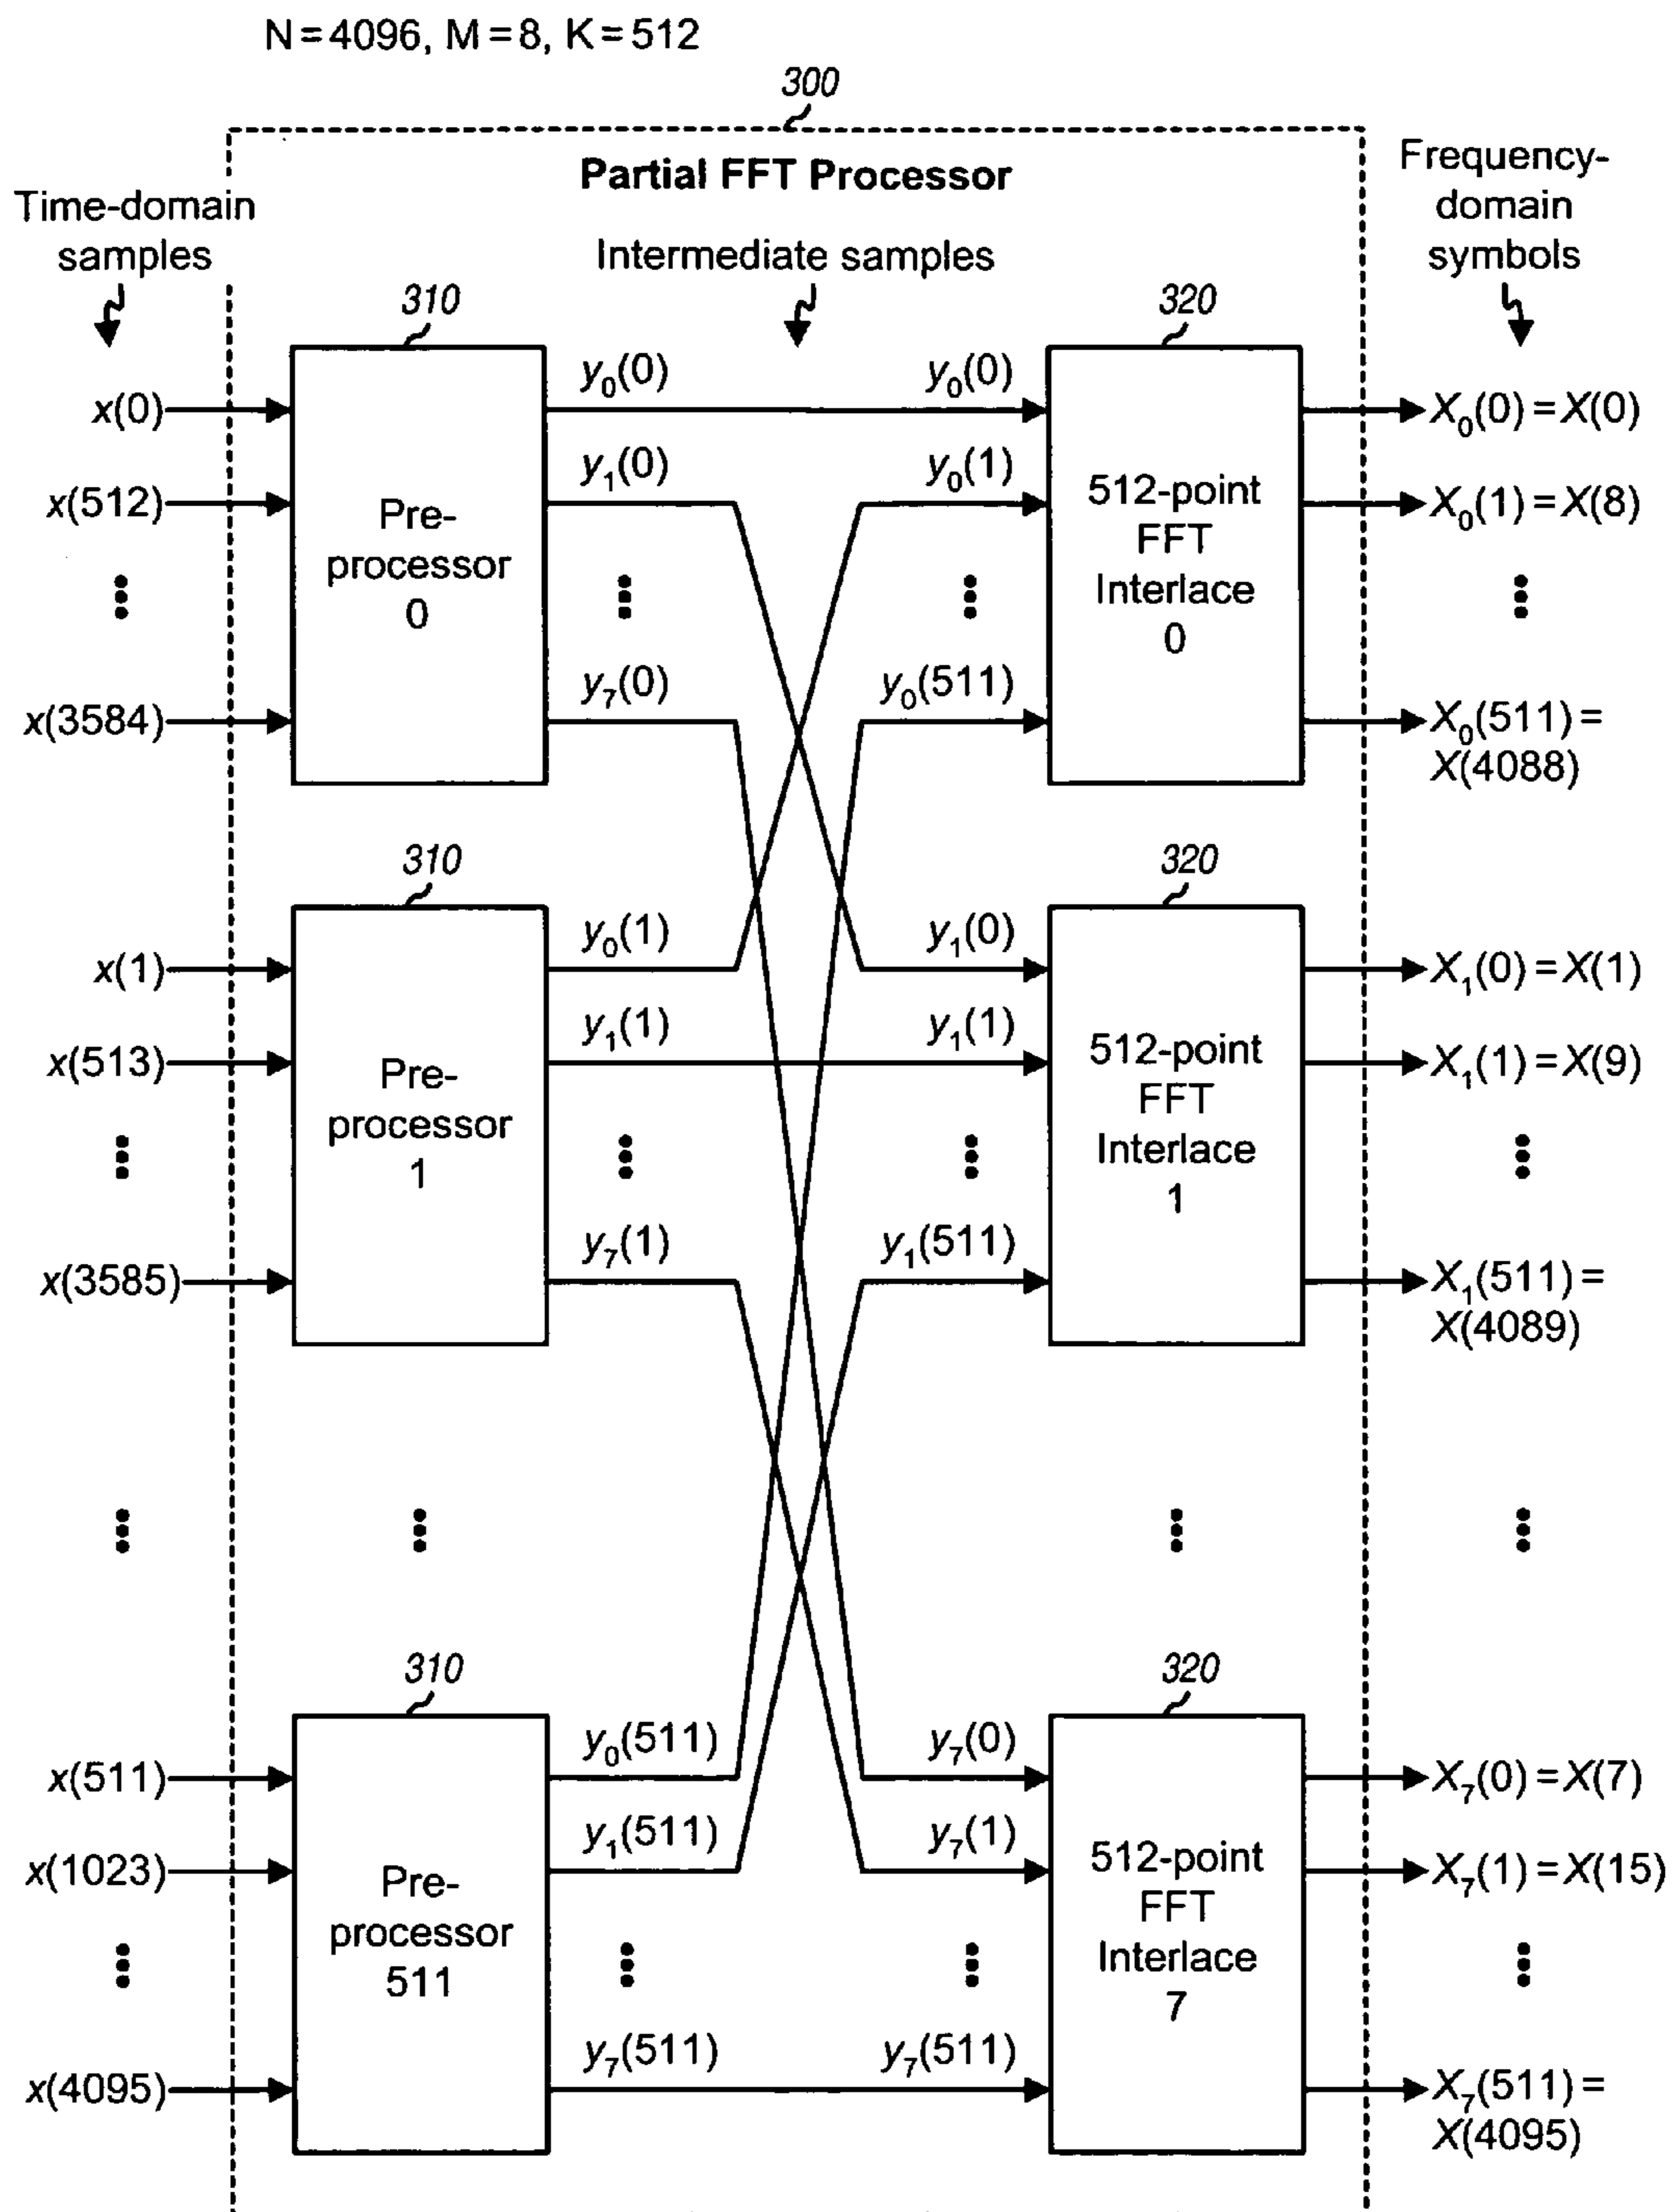 N=4096, M=8, K=512
300
Partial FFT Processor
Time-domain
samples
Intermediate samples
Frequency-
domain
symbols
310
320
x(0)
x(512)
x(3584)
Pre-
processor
0
y₀(0)
y₁(0)
y₇(0)
y₀(0)
y₀(1)
y₀(511)
512-point
FFT
Interlace
0
X₀(0)=X(0)
X₀(1)=X(8)
X₀(511)=
X(4088)
310
320
x(1)
x(513)
x(3585)
Pre-
processor
1
y₀(1)
y₁(1)
y₇(1)
y₁(0)
y₁(1)
y₁(511)
512-point
FFT
Interlace
1
X₁(0)=X(1)
X₁(1)=X(9)
X₁(511)=
X(4089)
310
320
x(511)
x(1023)
x(4095)
Pre-
processor
511
y₀(511)
y₁(511)
y₇(511)
y₇(0)
y₇(1)
y₇(511)
512-point
FFT
Interlace
7
X₇(0)=X(7)
X₇(1)=X(15)
X₇(511)=
X(4095)